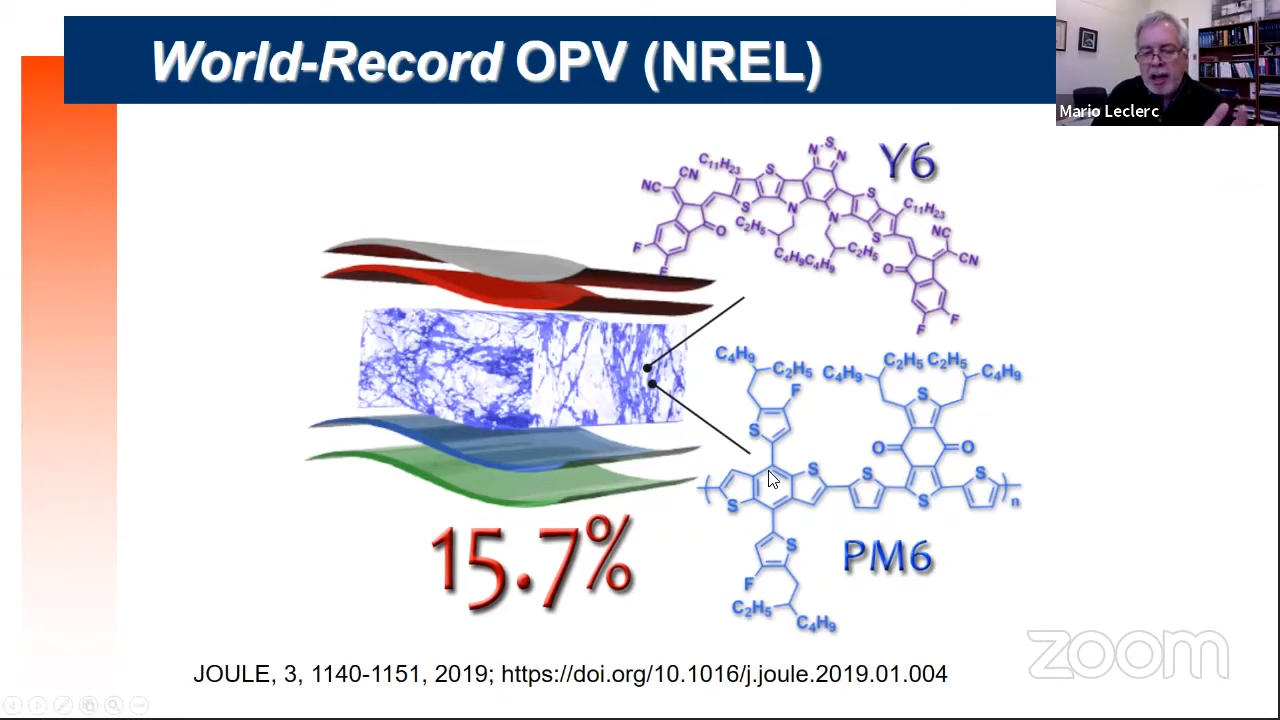 World-Record OPV (NREL)
Mario Leclerc
Y6
N S N
C11H23
CN
NC
S
S
S
S
C11H23
N
N
C2H5
C4H9
C4H9
C2H5
O
O
NC
CN
F
F
F
F
C4H9
C2H5
F
S
C4H9
C2H5
C2H5
C4H9
S
O
O
S
S
S
S
S
n
S
F
C2H5
C4H9
PM6
15.7%
JOULE, 3, 1140-1151, 2019; https://doi.org/10.1016/j.joule.2019.01.004
zoom